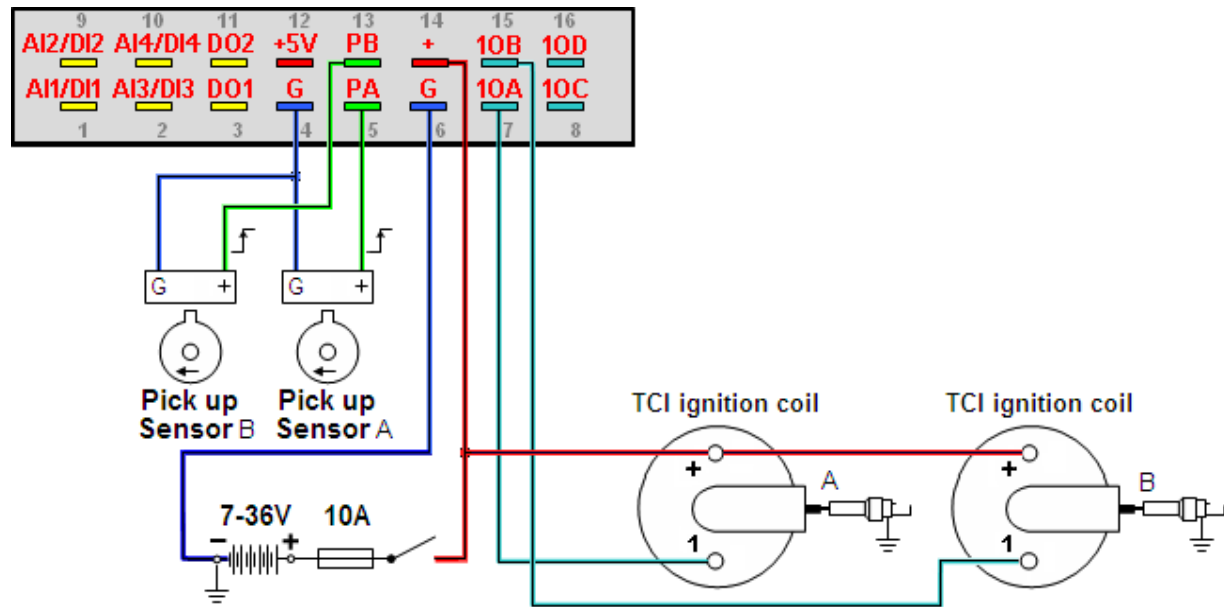 9 10 11 12 13 14 15 16
AI2/DI2 AI4/DI4 DO2 +5V PB + 10B 10D
AI1/DI1 AI3/DI3 DO1 G PA G 10A 10C
1 2 3 4 5 6 7 8
G + G +
Pick up Pick up
Sensor B Sensor A
TCI ignition coil TCI ignition coil
+ A + B
7-36V 10A
- +
1 1